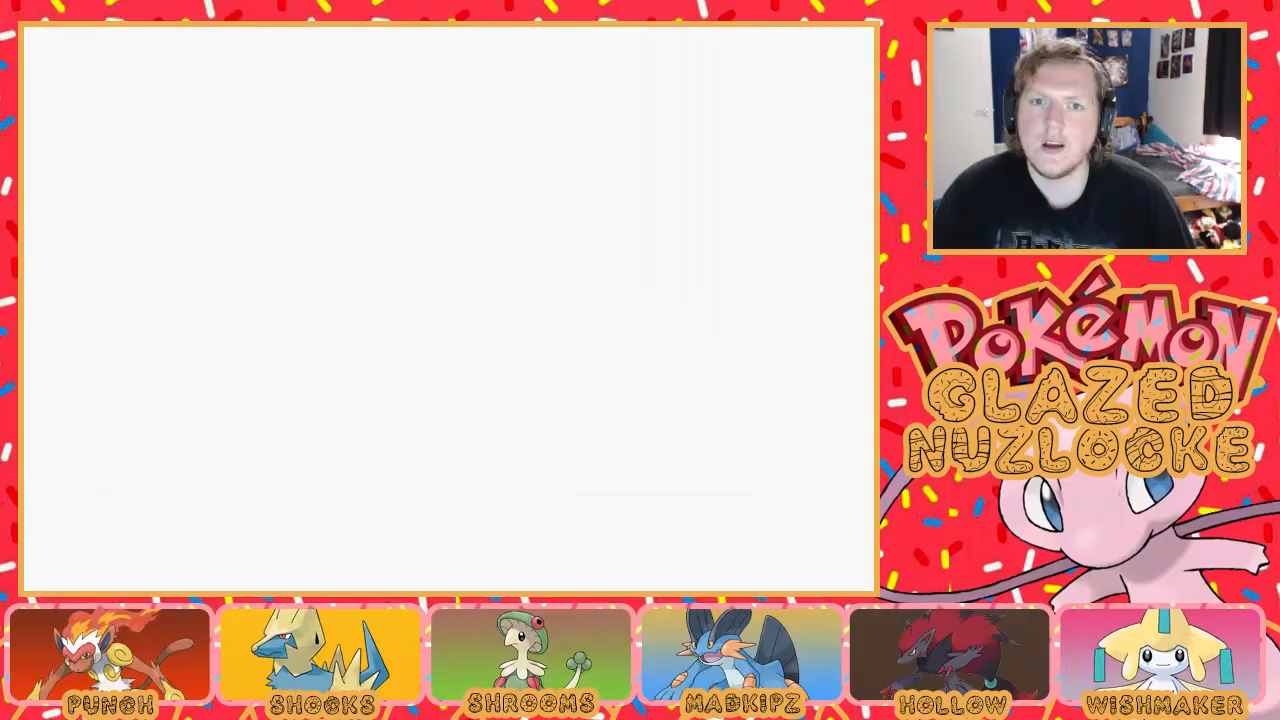 POKéMON
GLAZED
NUZLOCKE
PUNCH
SHOCKS
SHROOMS
MADKIPZ
HOLLOW
WISHMAKER